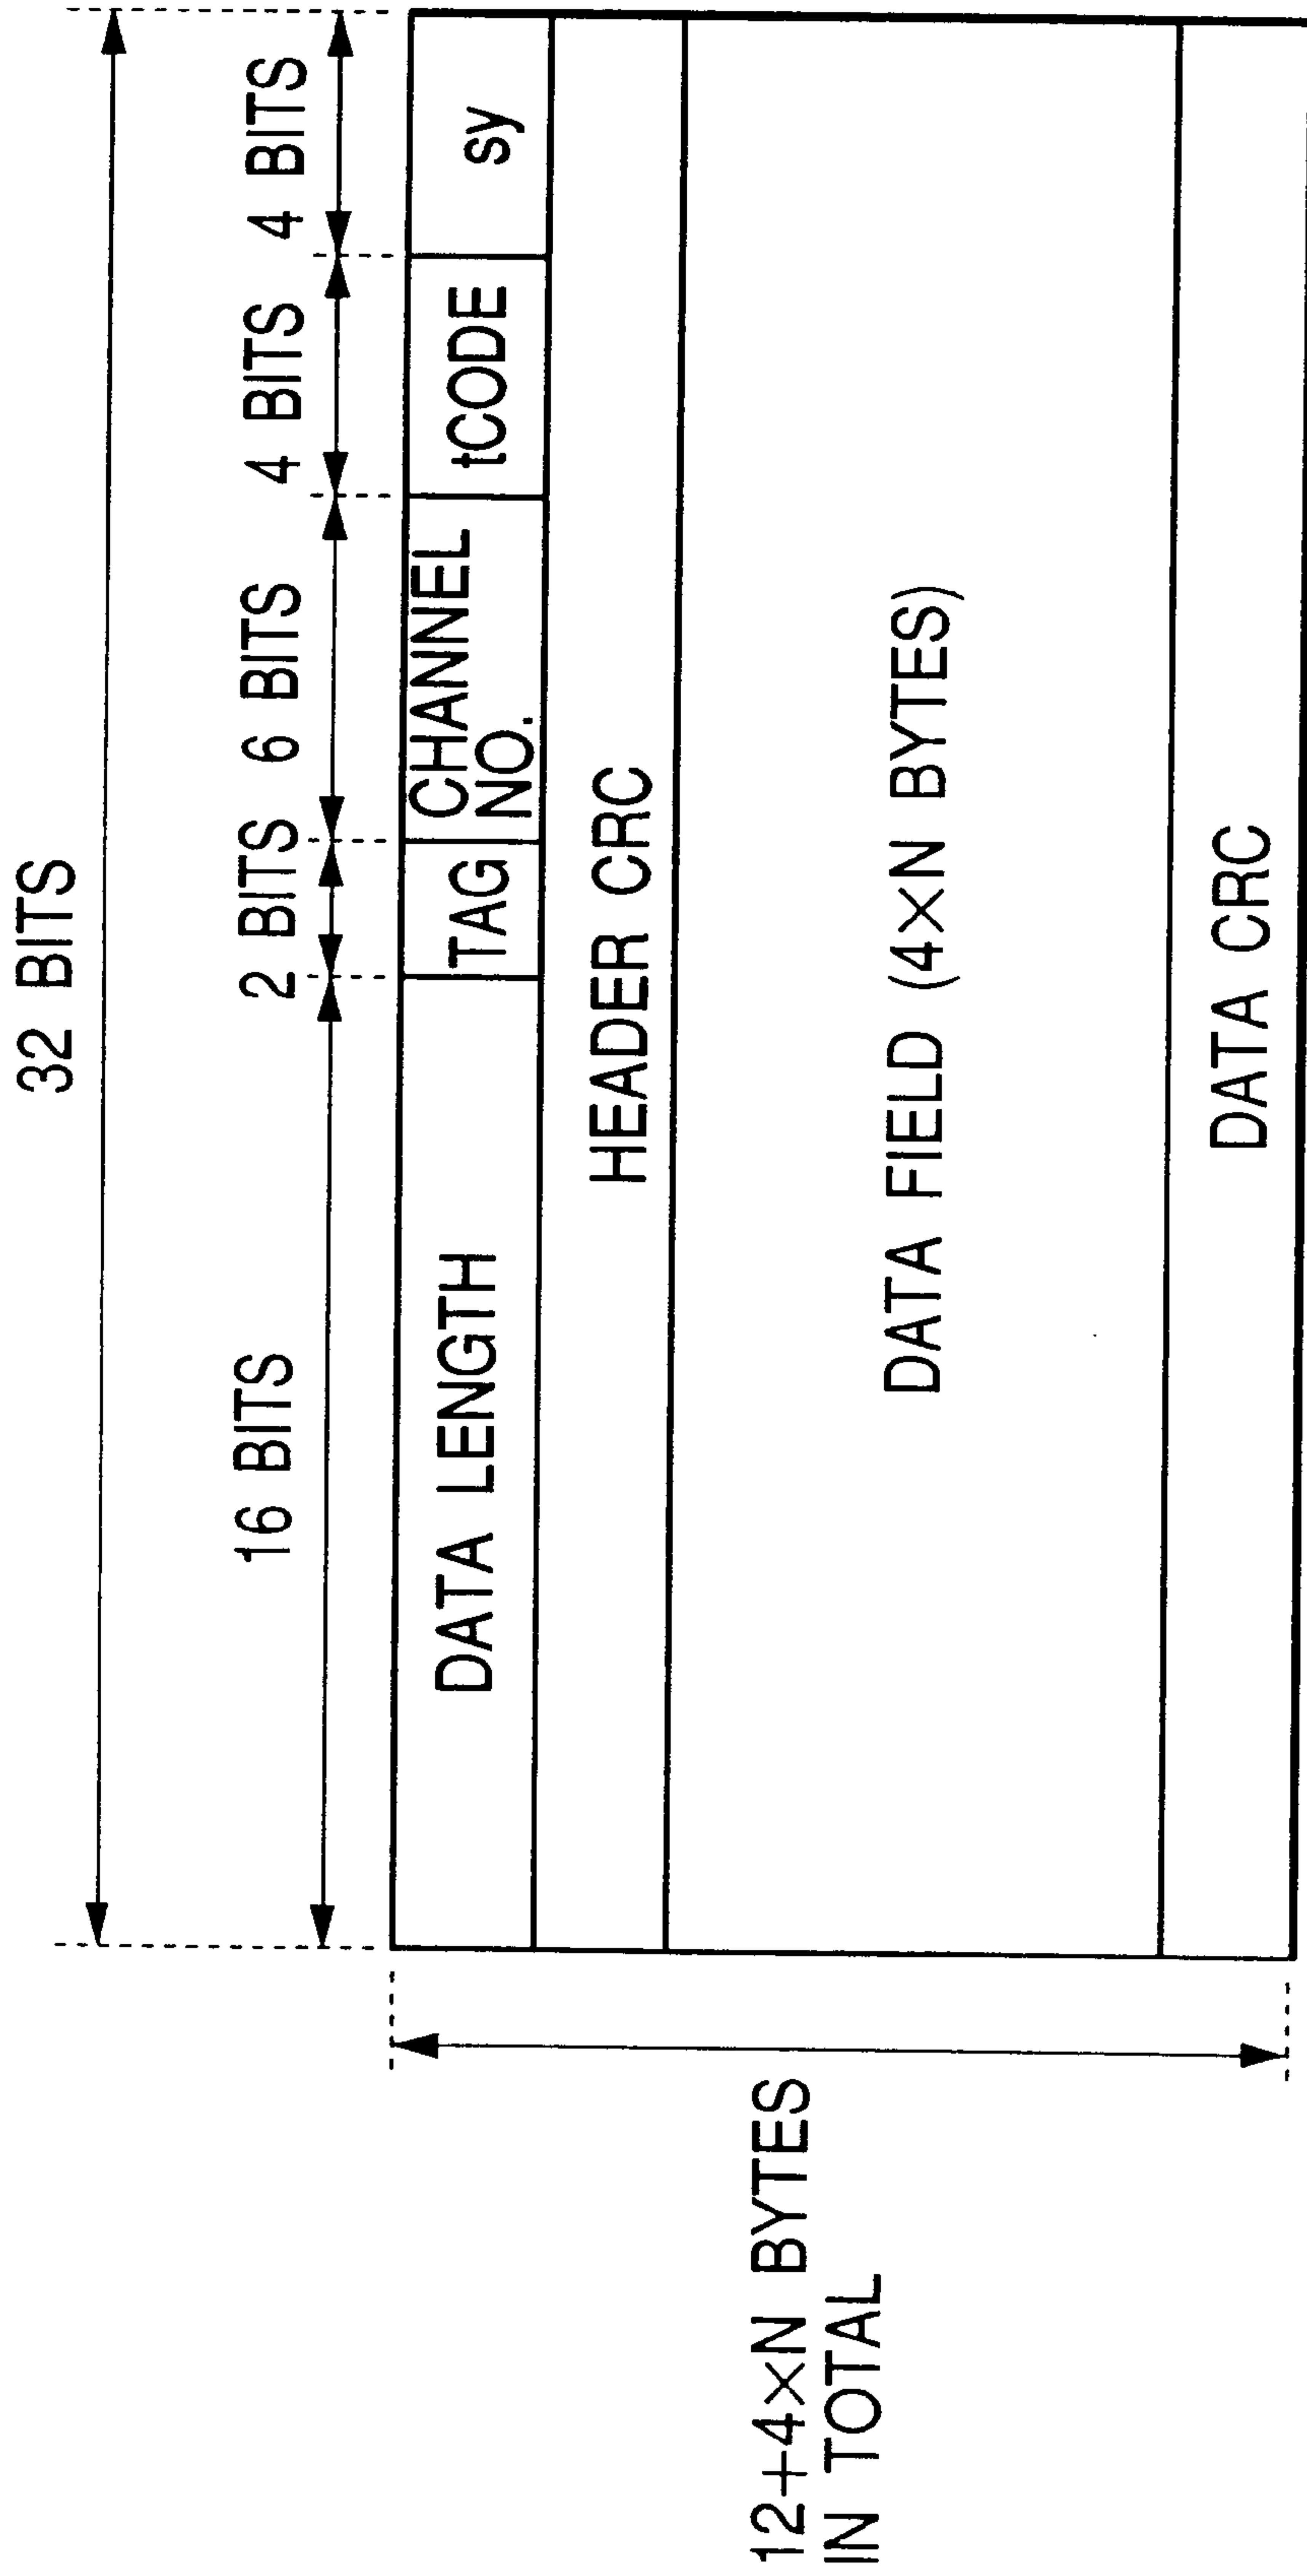 32 BITS
16 BITS
2 BITS
6 BITS
4 BITS
4 BITS
DATA LENGTH
TAG
CHANNEL
NO.
tCODE
sy
HEADER CRC
DATA FIELD (4×N BYTES)
DATA CRC
12+4×N BYTES
IN TOTAL